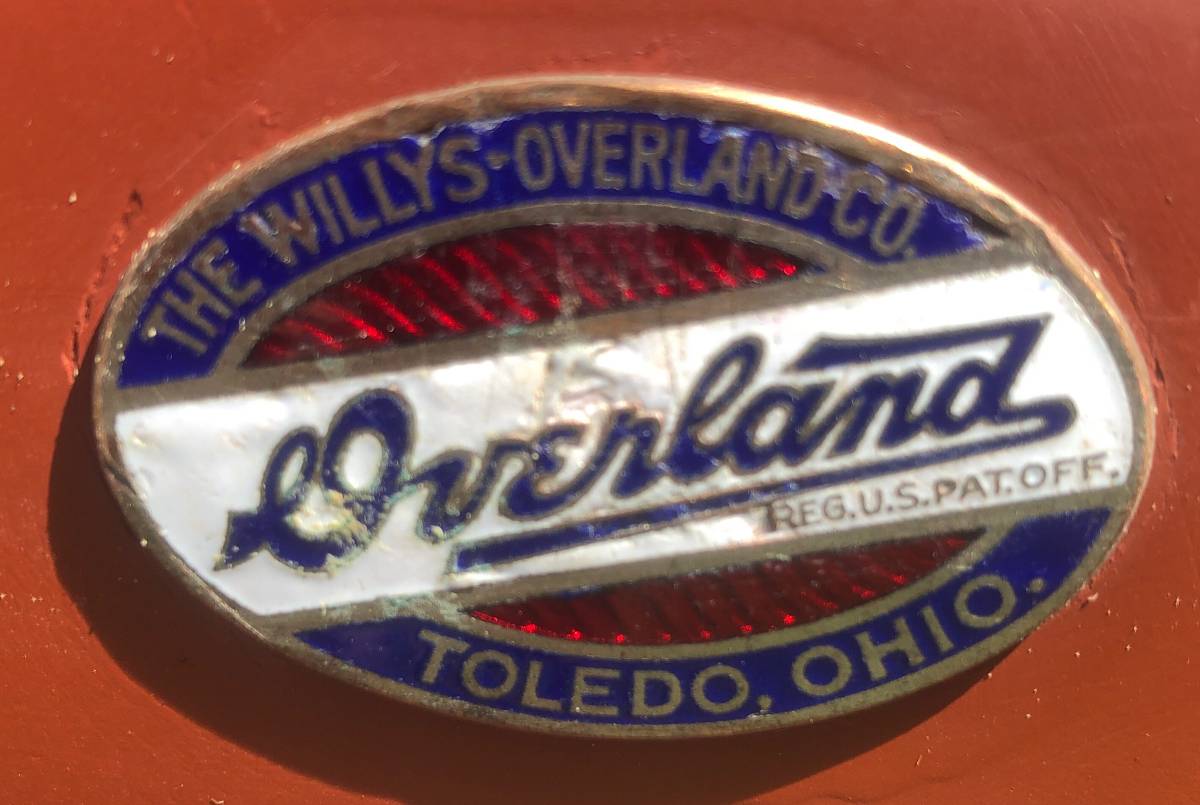 THE WILLYS-OVERLAND CO.
Overland
REG.U.S.PAT.OFF.
TOLEDO, OHIO.